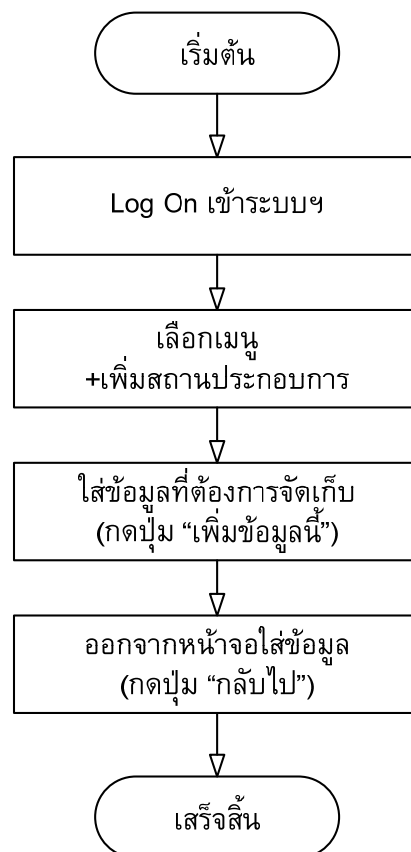 เริ่มต้น
Log On เข้าระบบฯ
เลือกเมนู
+เพิ่มสถานประกอบการ
ใส่ข้อมูลที่ต้องการจัดเก็บ
(กดปุ่ม “เพิ่มข้อมูลนี้”)
ออกจากหน้าจอใส่ข้อมูล
(กดปุ่ม “กลับไป”)
เสร็จสิ้น